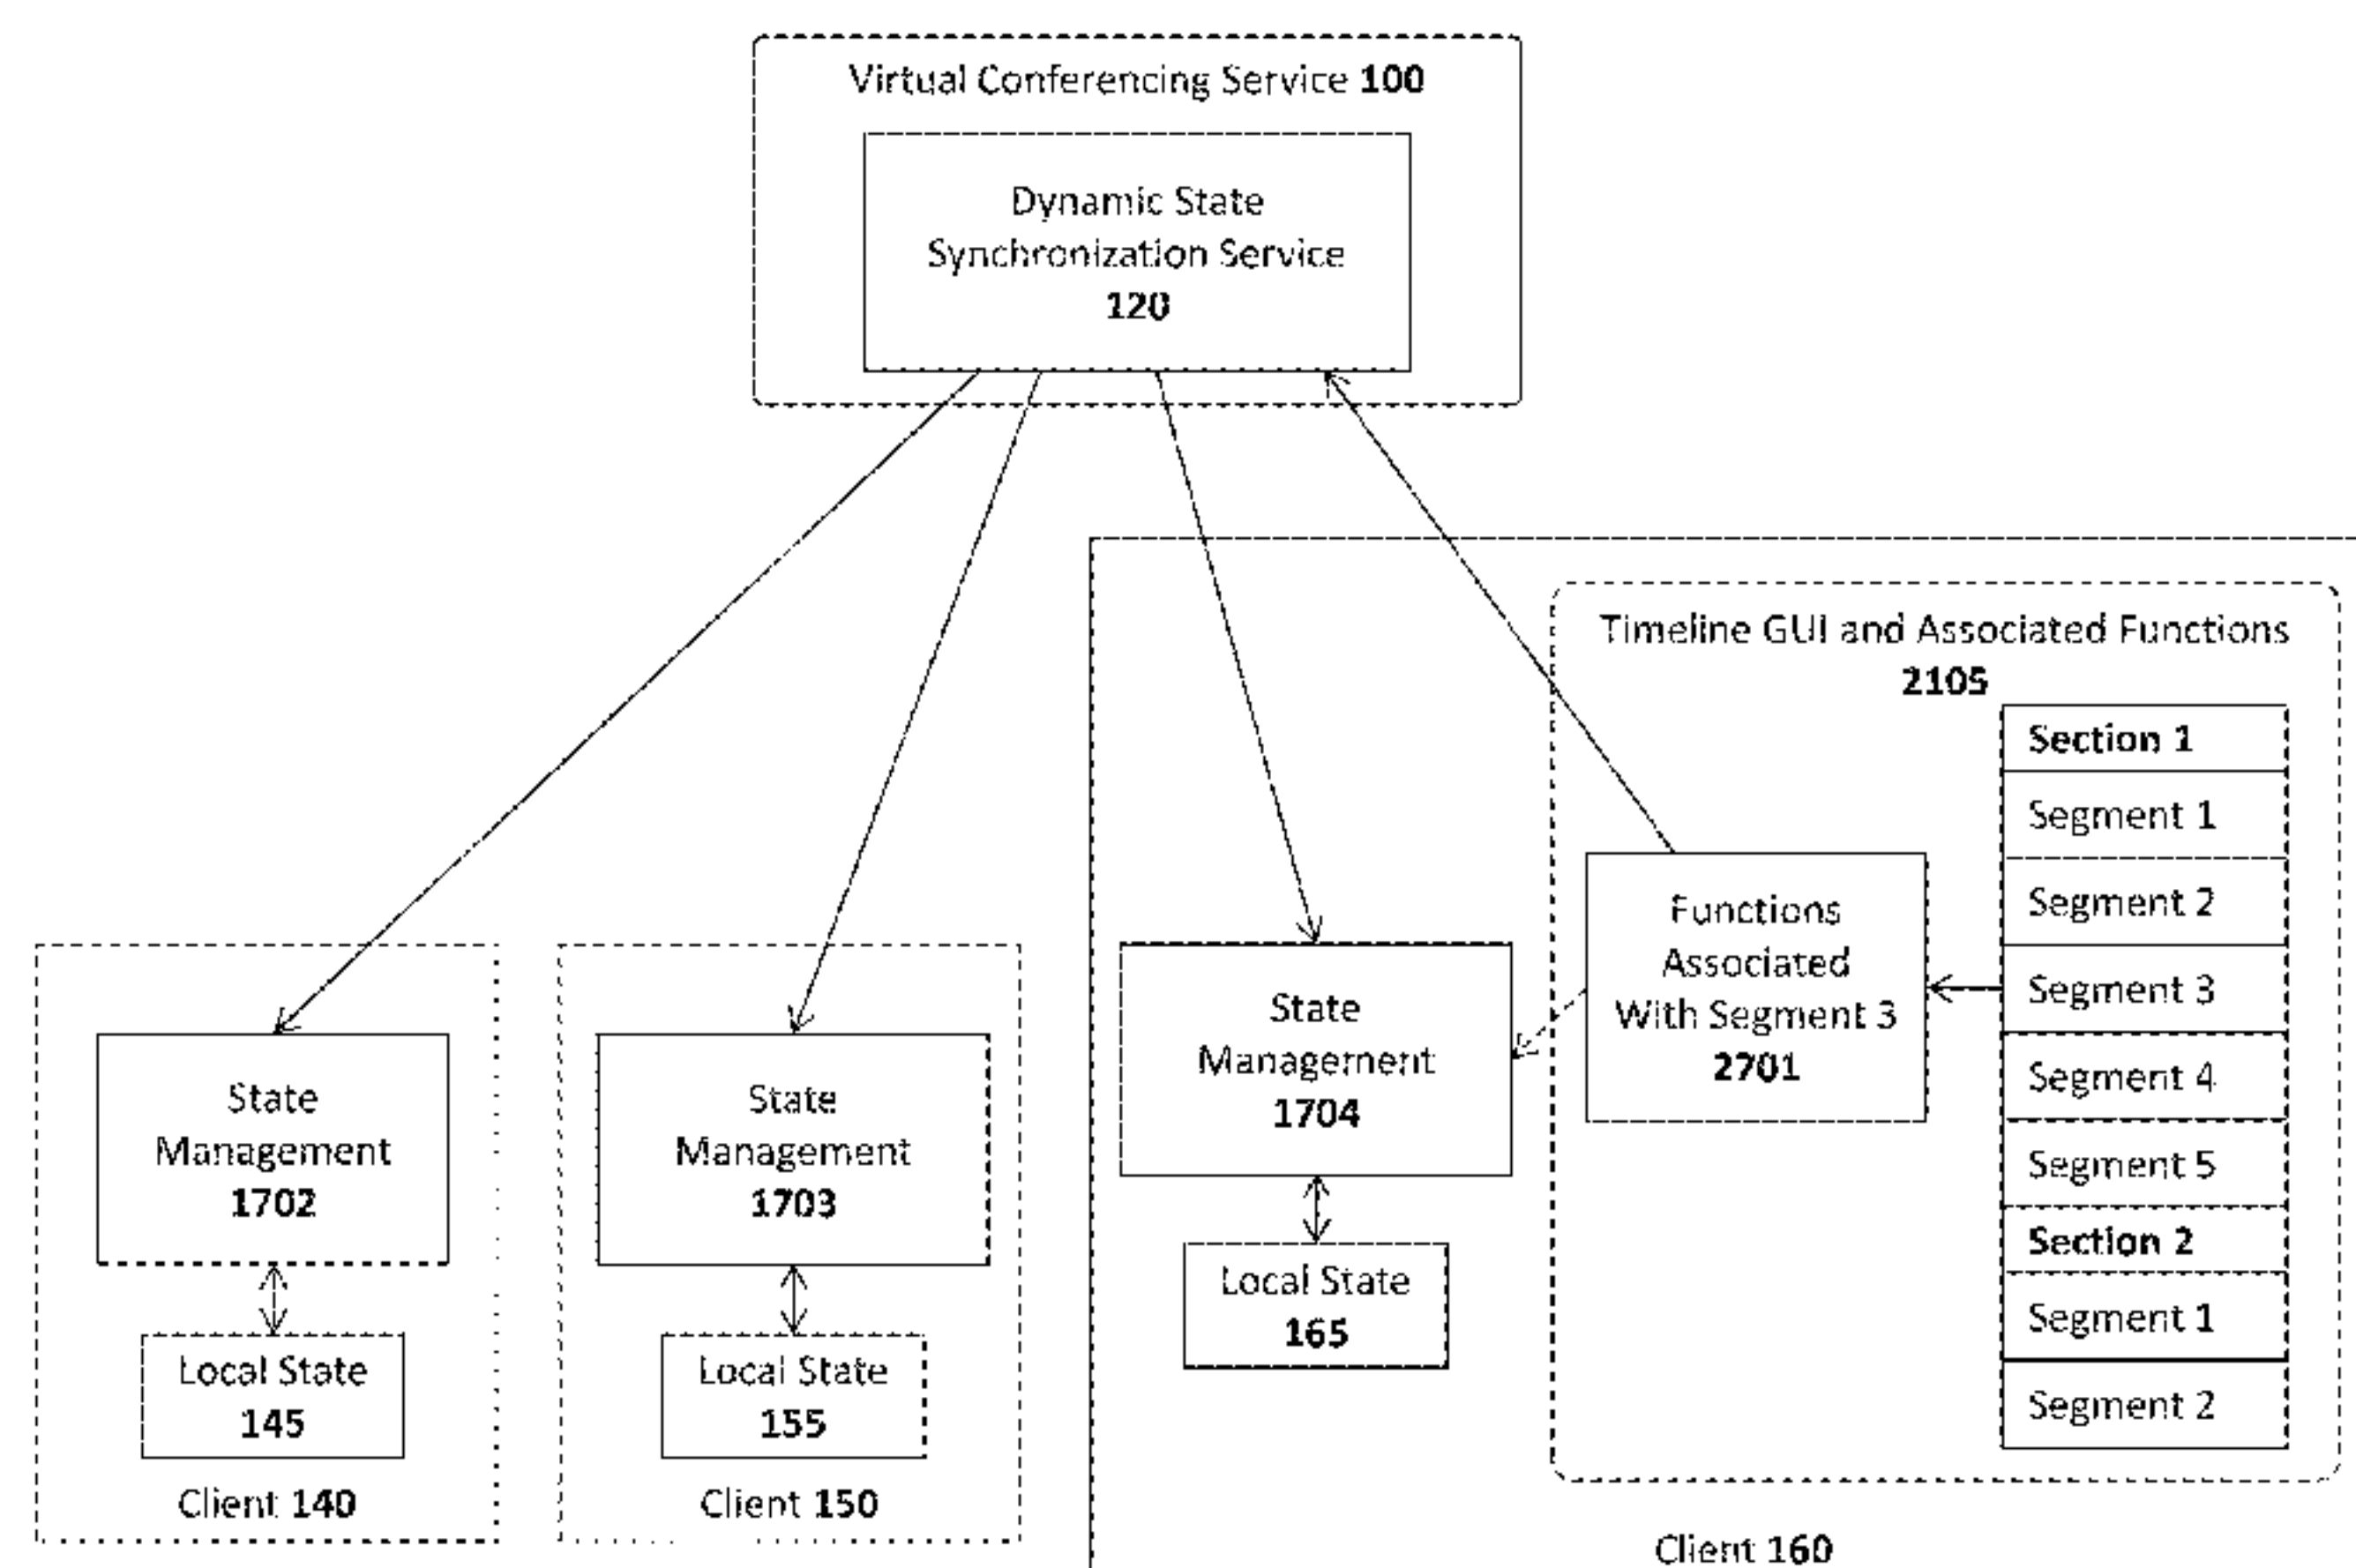 Virtual Conferencing Service 100
Dynamic State
Synchronization Service
120
Timeline GUI and Associated Functions
2105
Section 1
Segment 1
Segment 2
Segment 3
Segment 4
Segment 5
Section 2
Segment 1
Segment 2
Functions
Associated
With Segment 3
2701
State
Management
1704
Local State
165
Client 160
State
Management
1702
Local State
145
Client 140
State
Management
1703
Local State
155
Client 150